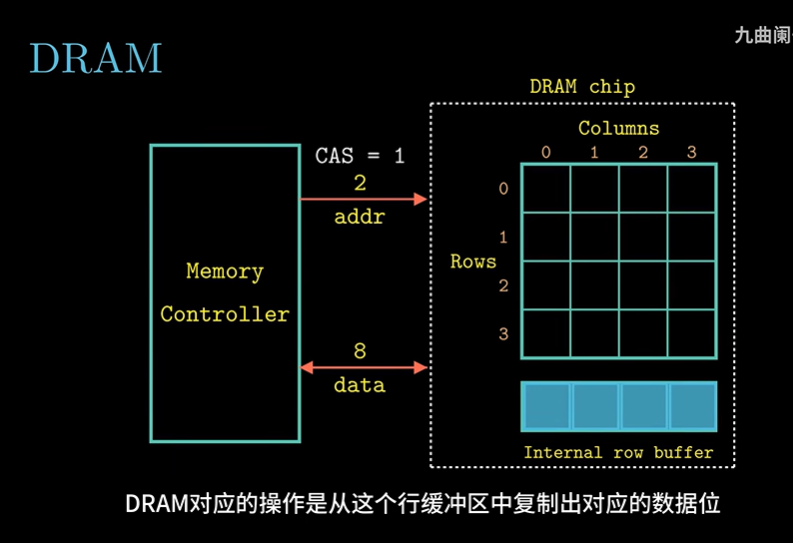 九曲阑
DRAM
DRAM chip
Columns
0 1 2 3
CAS = 1
2
addr
0
1
Rows
2
3
Memory
Controller
8
data
Internal row buffer
DRAM对应的操作是从这个行缓冲区中复制出对应的数据位